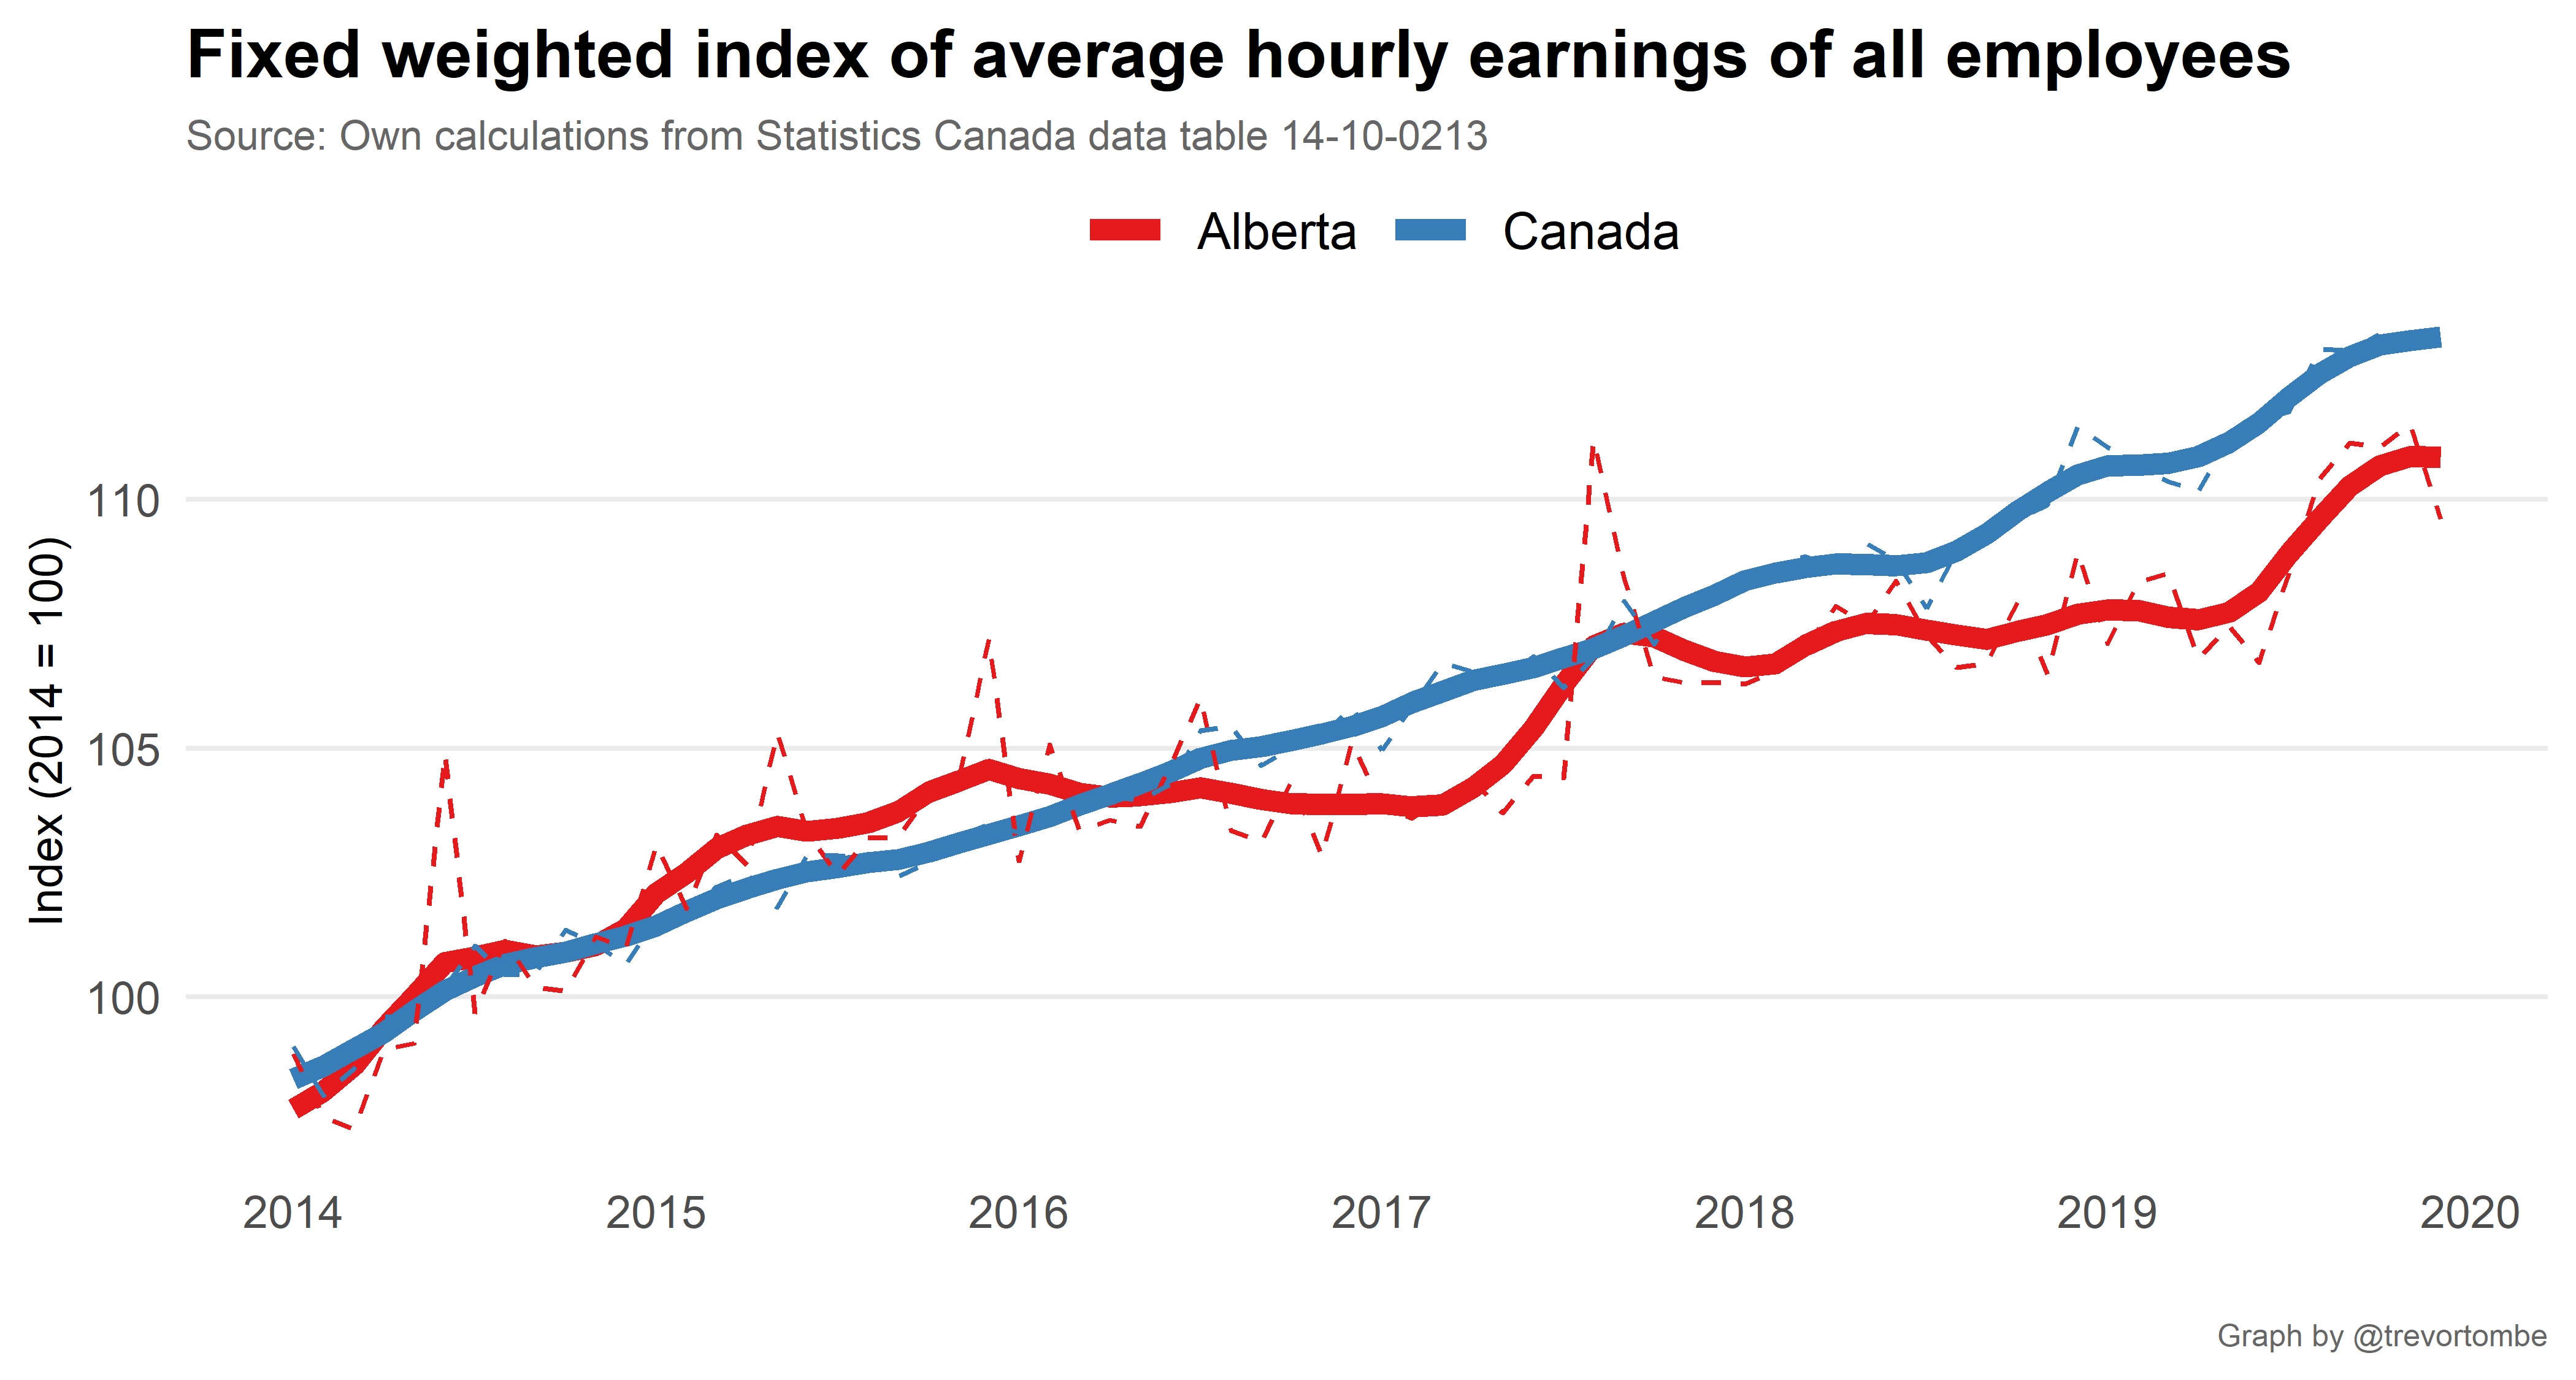 Fixed weighted index of average hourly earnings of all employees
Source: Own calculations from Statistics Canada data table 14-10-0213
Alberta Canada
Index (2014 = 100)
110
105
100
2014 2015 2016 2017 2018 2019 2020
Graph by @trevortombe